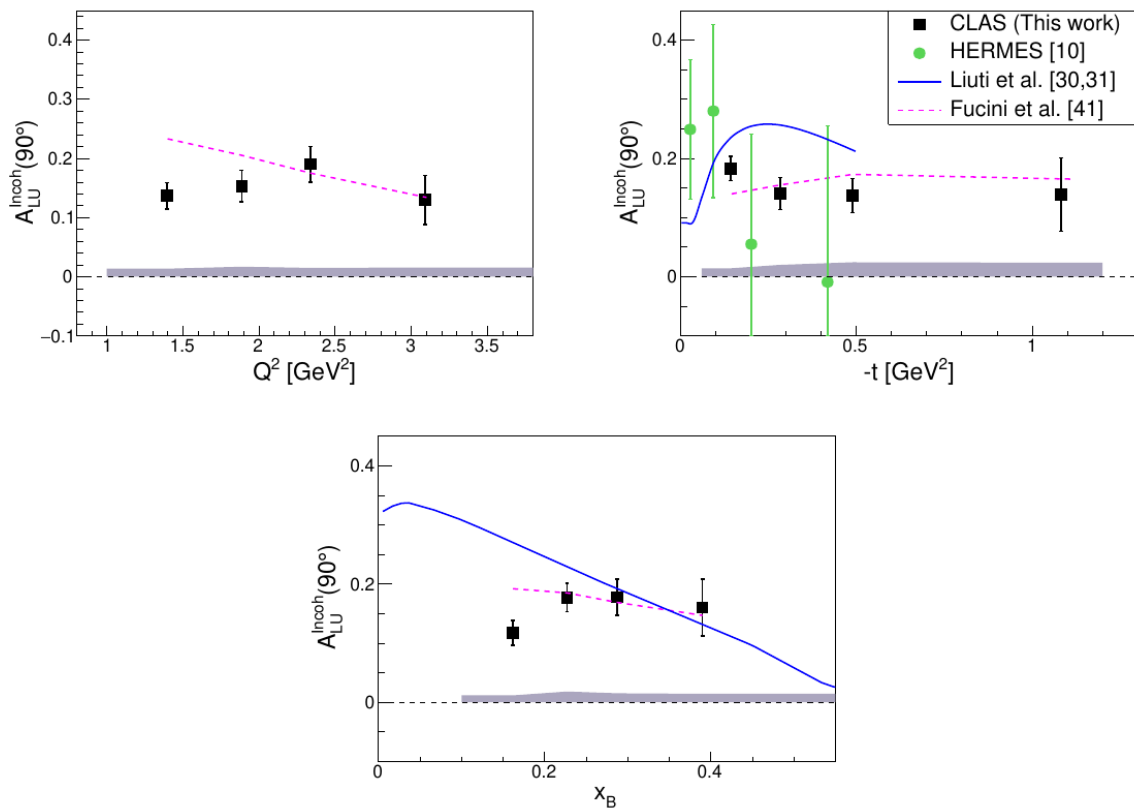 A_LU^Incoh(90°)
0.4
0.3
0.2
0.1
0
−0.1
1
1.5
2
2.5
3
3.5
Q² [GeV²]
A_LU^Incoh(90°)
0.4
0.2
0
0
0.5
1
-t [GeV²]
CLAS (This work)
HERMES [10]
Liuti et al. [30,31]
Fucini et al. [41]
A_LU^Incoh(90°)
0.4
0.2
0
0
0.2
0.4
x_B